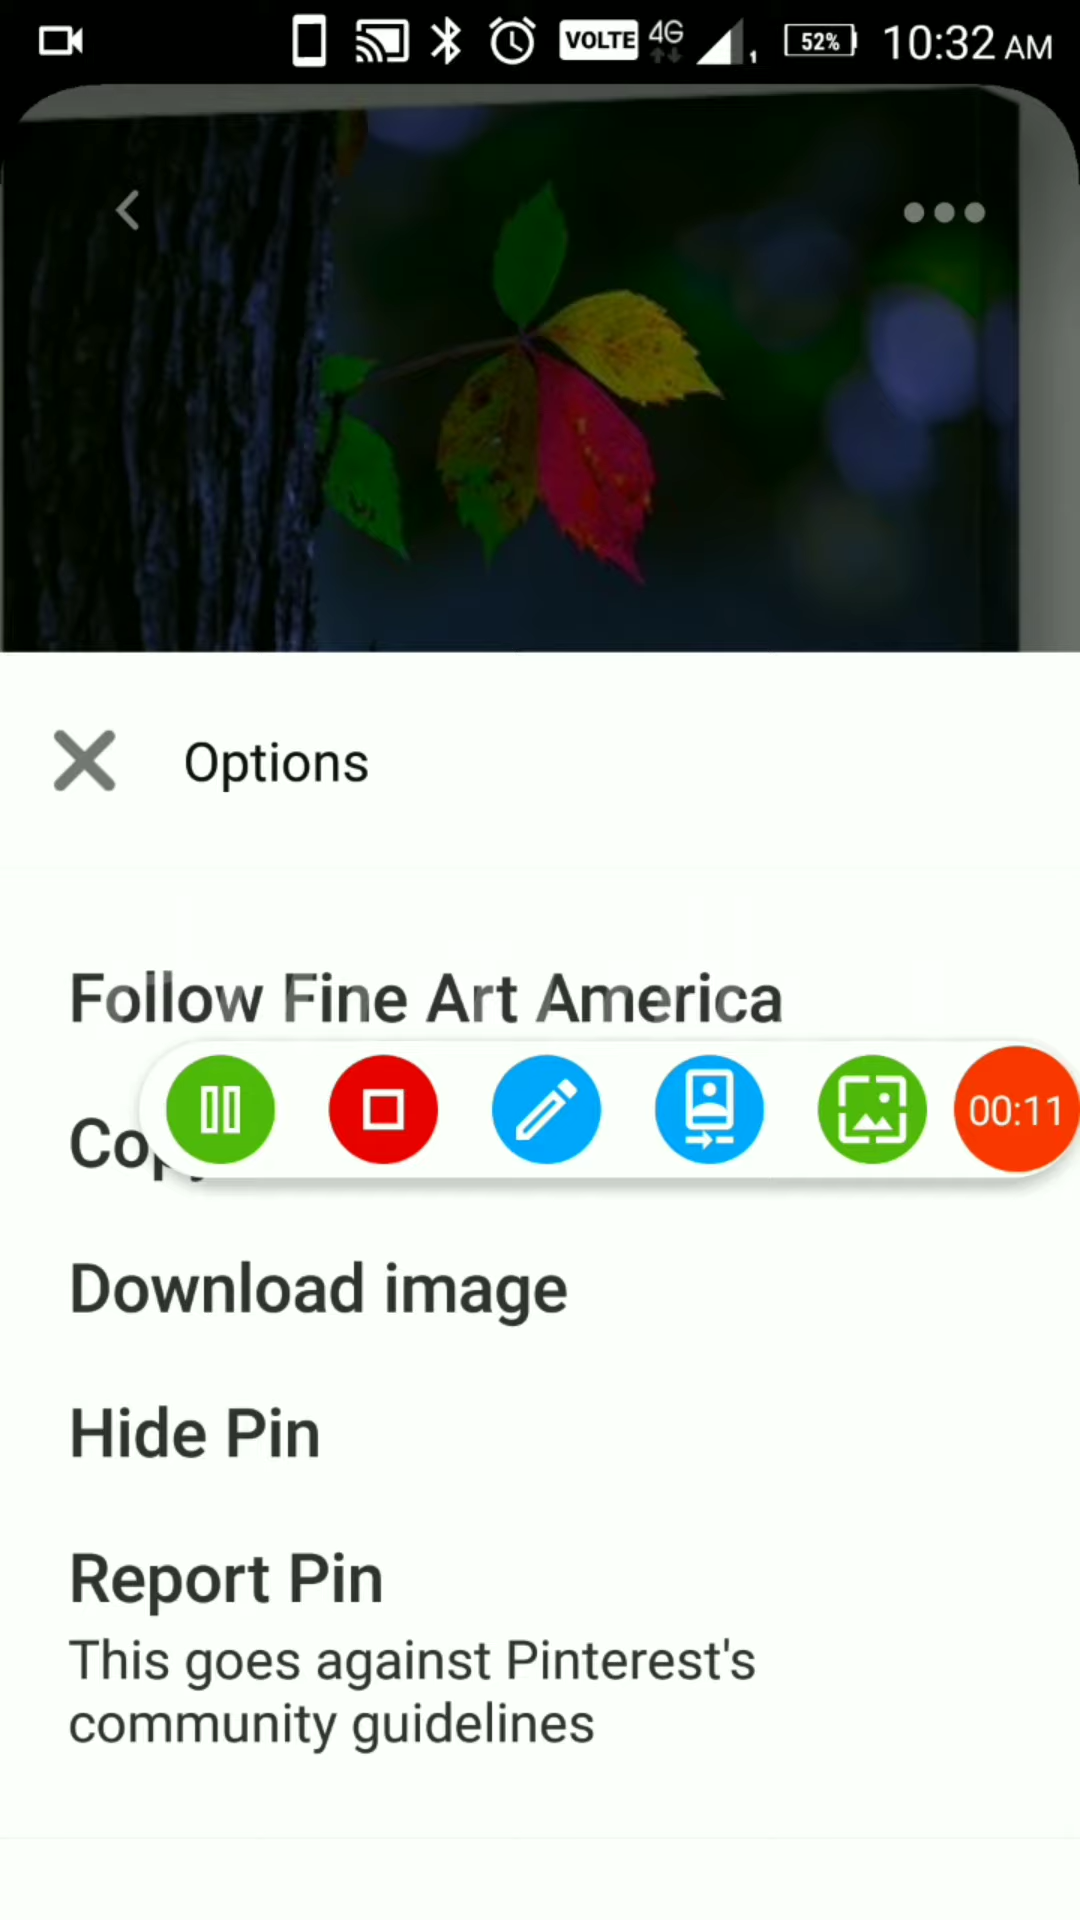 VOLTE 4G 1 52% 10:32 AM
Options
Follow Fine Art America
00:11
Download image
Hide Pin
Report Pin
This goes against Pinterest's
community guidelines